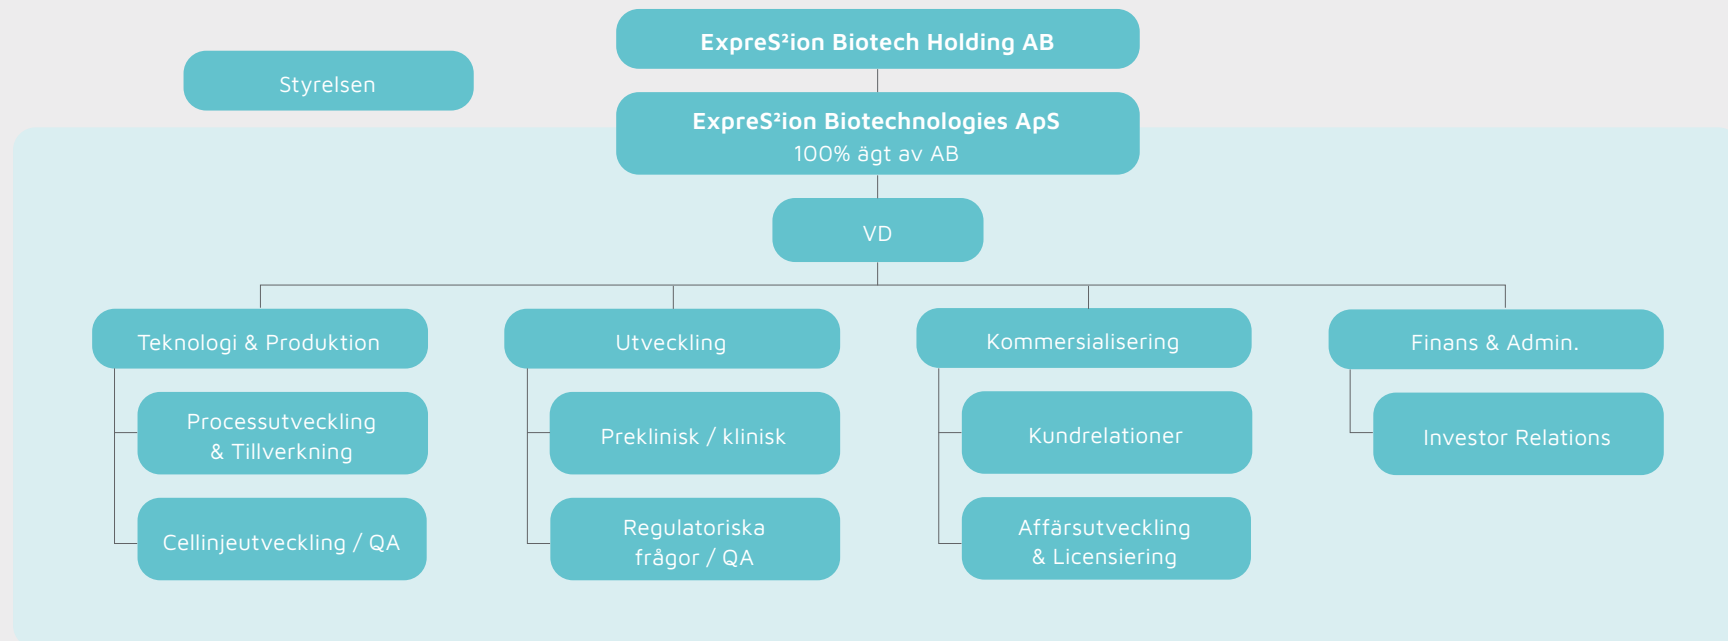 ExpreS²ion Biotech Holding AB
Styrelsen
ExpreS²ion Biotechnologies ApS
100% ägt av AB
VD
Teknologi & Produktion
Utveckling
Kommersialisering
Finans & Admin.
Processutveckling
& Tillverkning
Preklinisk / klinisk
Kundrelationer
Investor Relations
Cellinjeutveckling / QA
Regulatoriska
frågor / QA
Affärsutveckling
& Licensiering